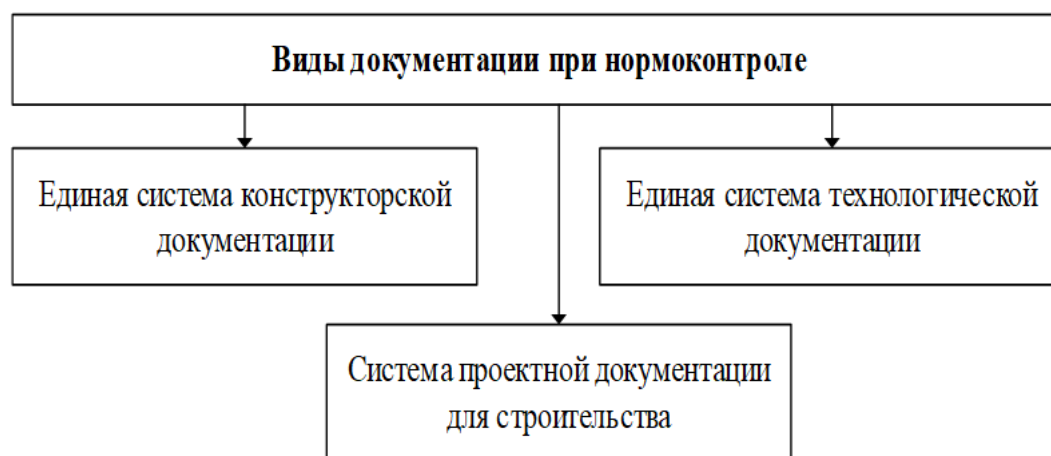 Виды документации при нормоконтроле
Единая система конструкторской
документации
Единая система технологической
документации
Система проектной документации
для строительства